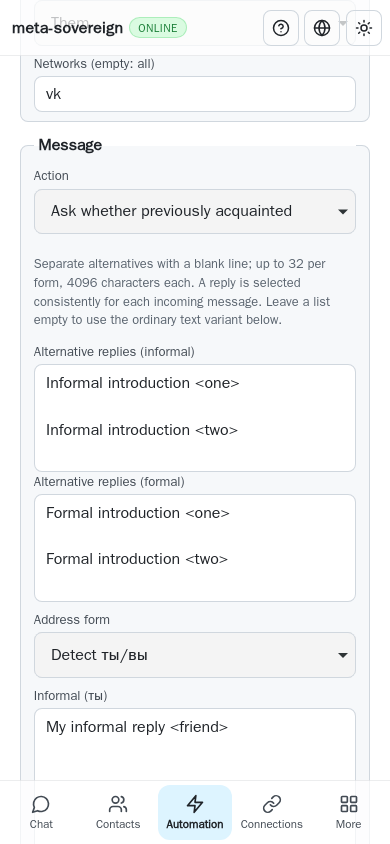 Them
meta-sovereign ONLINE
Networks (empty: all)
vk
Message
Action
Ask whether previously acquainted
Separate alternatives with a blank line; up to 32 per
form, 4096 characters each. A reply is selected
consistently for each incoming message. Leave a list
empty to use the ordinary text variant below.
Alternative replies (informal)
Informal introduction <one>
Informal introduction <two>
Alternative replies (formal)
Formal introduction <one>
Formal introduction <two>
Address form
Detect ты/вы
Informal (ты)
My informal reply <friend>
Chat Contacts Automation Connections More